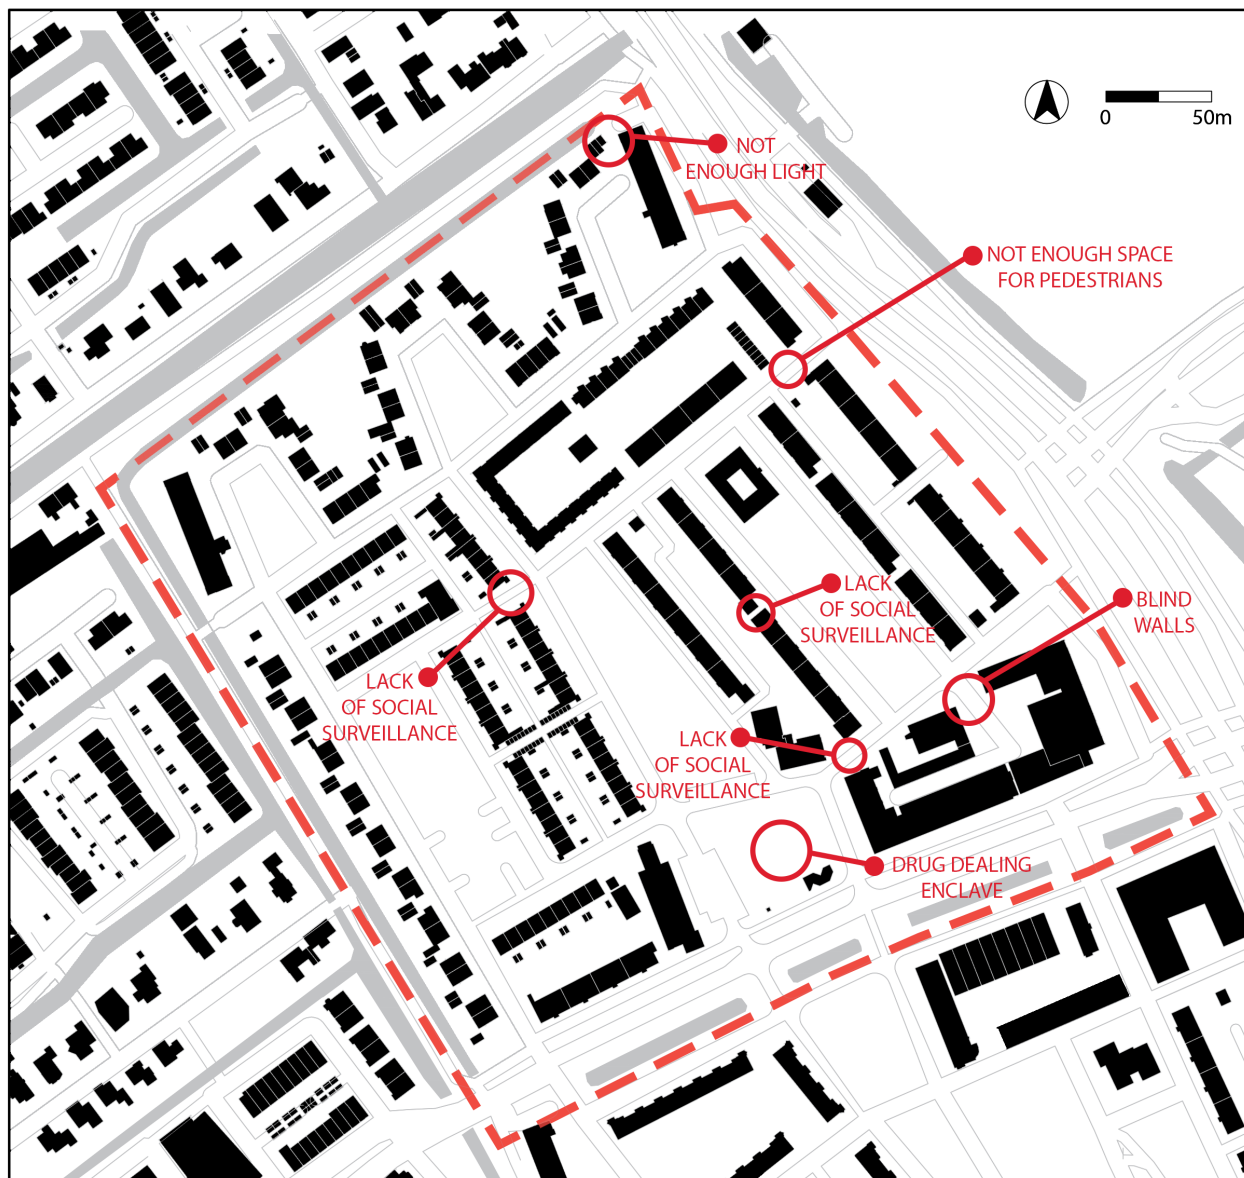 0
50m
NOT
ENOUGH LIGHT
NOT ENOUGH SPACE
FOR PEDESTRIANS
LACK
OF SOCIAL
SURVEILLANCE
BLIND
WALLS
LACK
OF SOCIAL
SURVEILLANCE
LACK
OF SOCIAL
SURVEILLANCE
DRUG DEALING
ENCLAVE